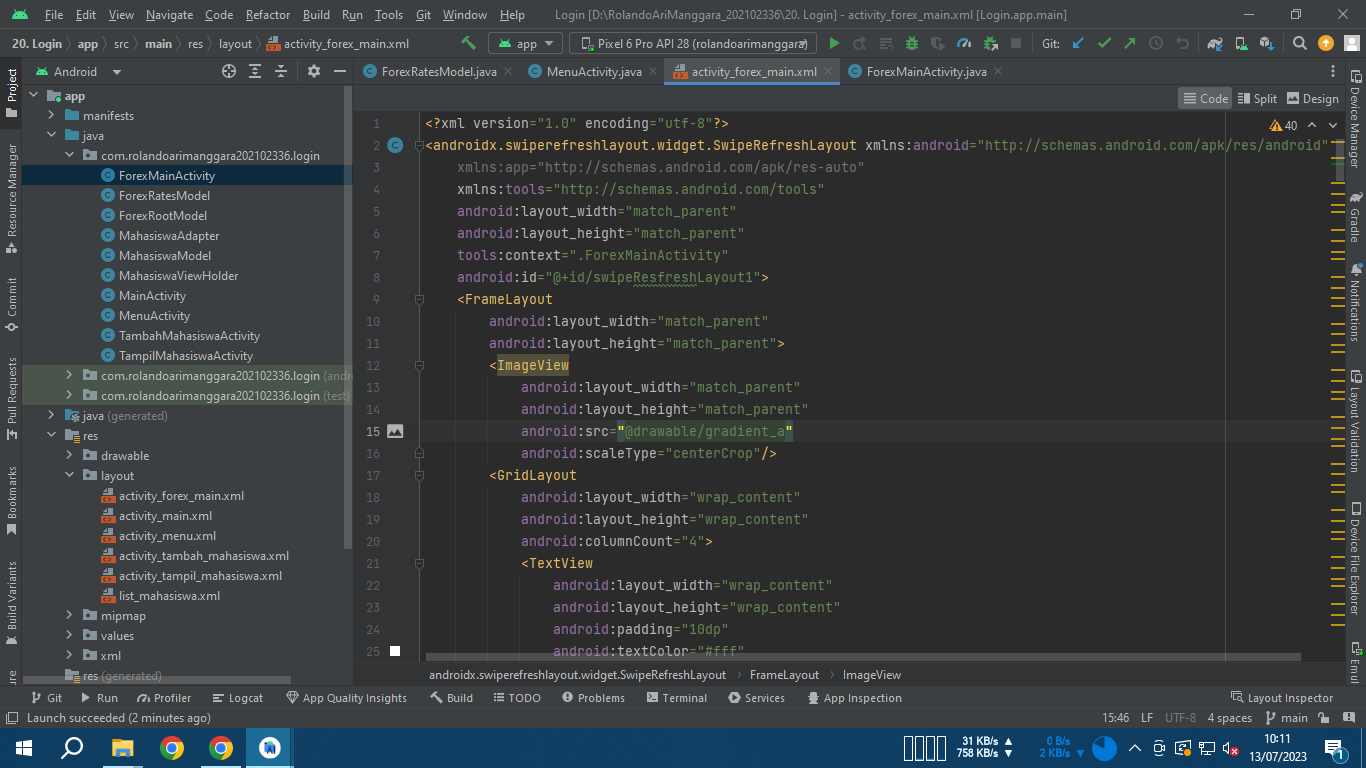 File Edit View Navigate Code Refactor Build Run Tools Git Window Help Login [D:\RolandoAriManggara_202102336\20. Login] - activity_forex_main.xml [Login.app.main]
20. Login app src main res layout activity_forex_main.xml app Pixel 6 Pro API 28 (rolandoarimanggara) Git:
Android ForexRatesModel.java MenuActivity.java activity_forex_main.xml ForexMainActivity.java
Code Split Design
Project
Resource Manager
Commit
Pull Requests
Bookmarks
Build Variants
app
manifests
java
com.rolandoarimanggara202102336.login
ForexMainActivity
ForexRatesModel
ForexRootModel
MahasiswaAdapter
MahasiswaModel
MahasiswaViewHolder
MainActivity
MenuActivity
TambahMahasiswaActivity
TampilMahasiswaActivity
com.rolandoarimanggara202102336.login (andr
com.rolandoarimanggara202102336.login (test)
java (generated)
res
drawable
layout
activity_forex_main.xml
activity_main.xml
activity_menu.xml
activity_tambah_mahasiswa.xml
activity_tampil_mahasiswa.xml
list_mahasiswa.xml
mipmap
values
xml
res (generated)
40
1 <?xml version="1.0" encoding="utf-8"?>
2 <androidx.swiperefreshlayout.widget.SwipeRefreshLayout xmlns:android="http://schemas.android.com/apk/res/android"
3 xmlns:app="http://schemas.android.com/apk/res-auto"
4 xmlns:tools="http://schemas.android.com/tools"
5 android:layout_width="match_parent"
6 android:layout_height="match_parent"
7 tools:context=".ForexMainActivity"
8 android:id="@+id/swipeResfreshLayout1">
9 <FrameLayout
10 android:layout_width="match_parent"
11 android:layout_height="match_parent">
12 <ImageView
13 android:layout_width="match_parent"
14 android:layout_height="match_parent"
15 android:src="@drawable/gradient_a"
16 android:scaleType="centerCrop"/>
17 <GridLayout
18 android:layout_width="wrap_content"
19 android:layout_height="wrap_content"
20 android:columnCount="4">
21 <TextView
22 android:layout_width="wrap_content"
23 android:layout_height="wrap_content"
24 android:padding="10dp"
25 android:textColor="#fff"
Device Manager
Gradle
Notifications
Layout Validation
Device File Explorer
Emul
androidx.swiperefreshlayout.widget.SwipeRefreshLayout FrameLayout ImageView
Git Run Profiler Logcat App Quality Insights Build TODO Problems Terminal Services App Inspection Layout Inspector
Launch succeeded (2 minutes ago) 15:46 LF UTF-8 4 spaces main
31 KB/s 0 B/s 10:11
758 KB/s 2 KB/s 13/07/2023 1